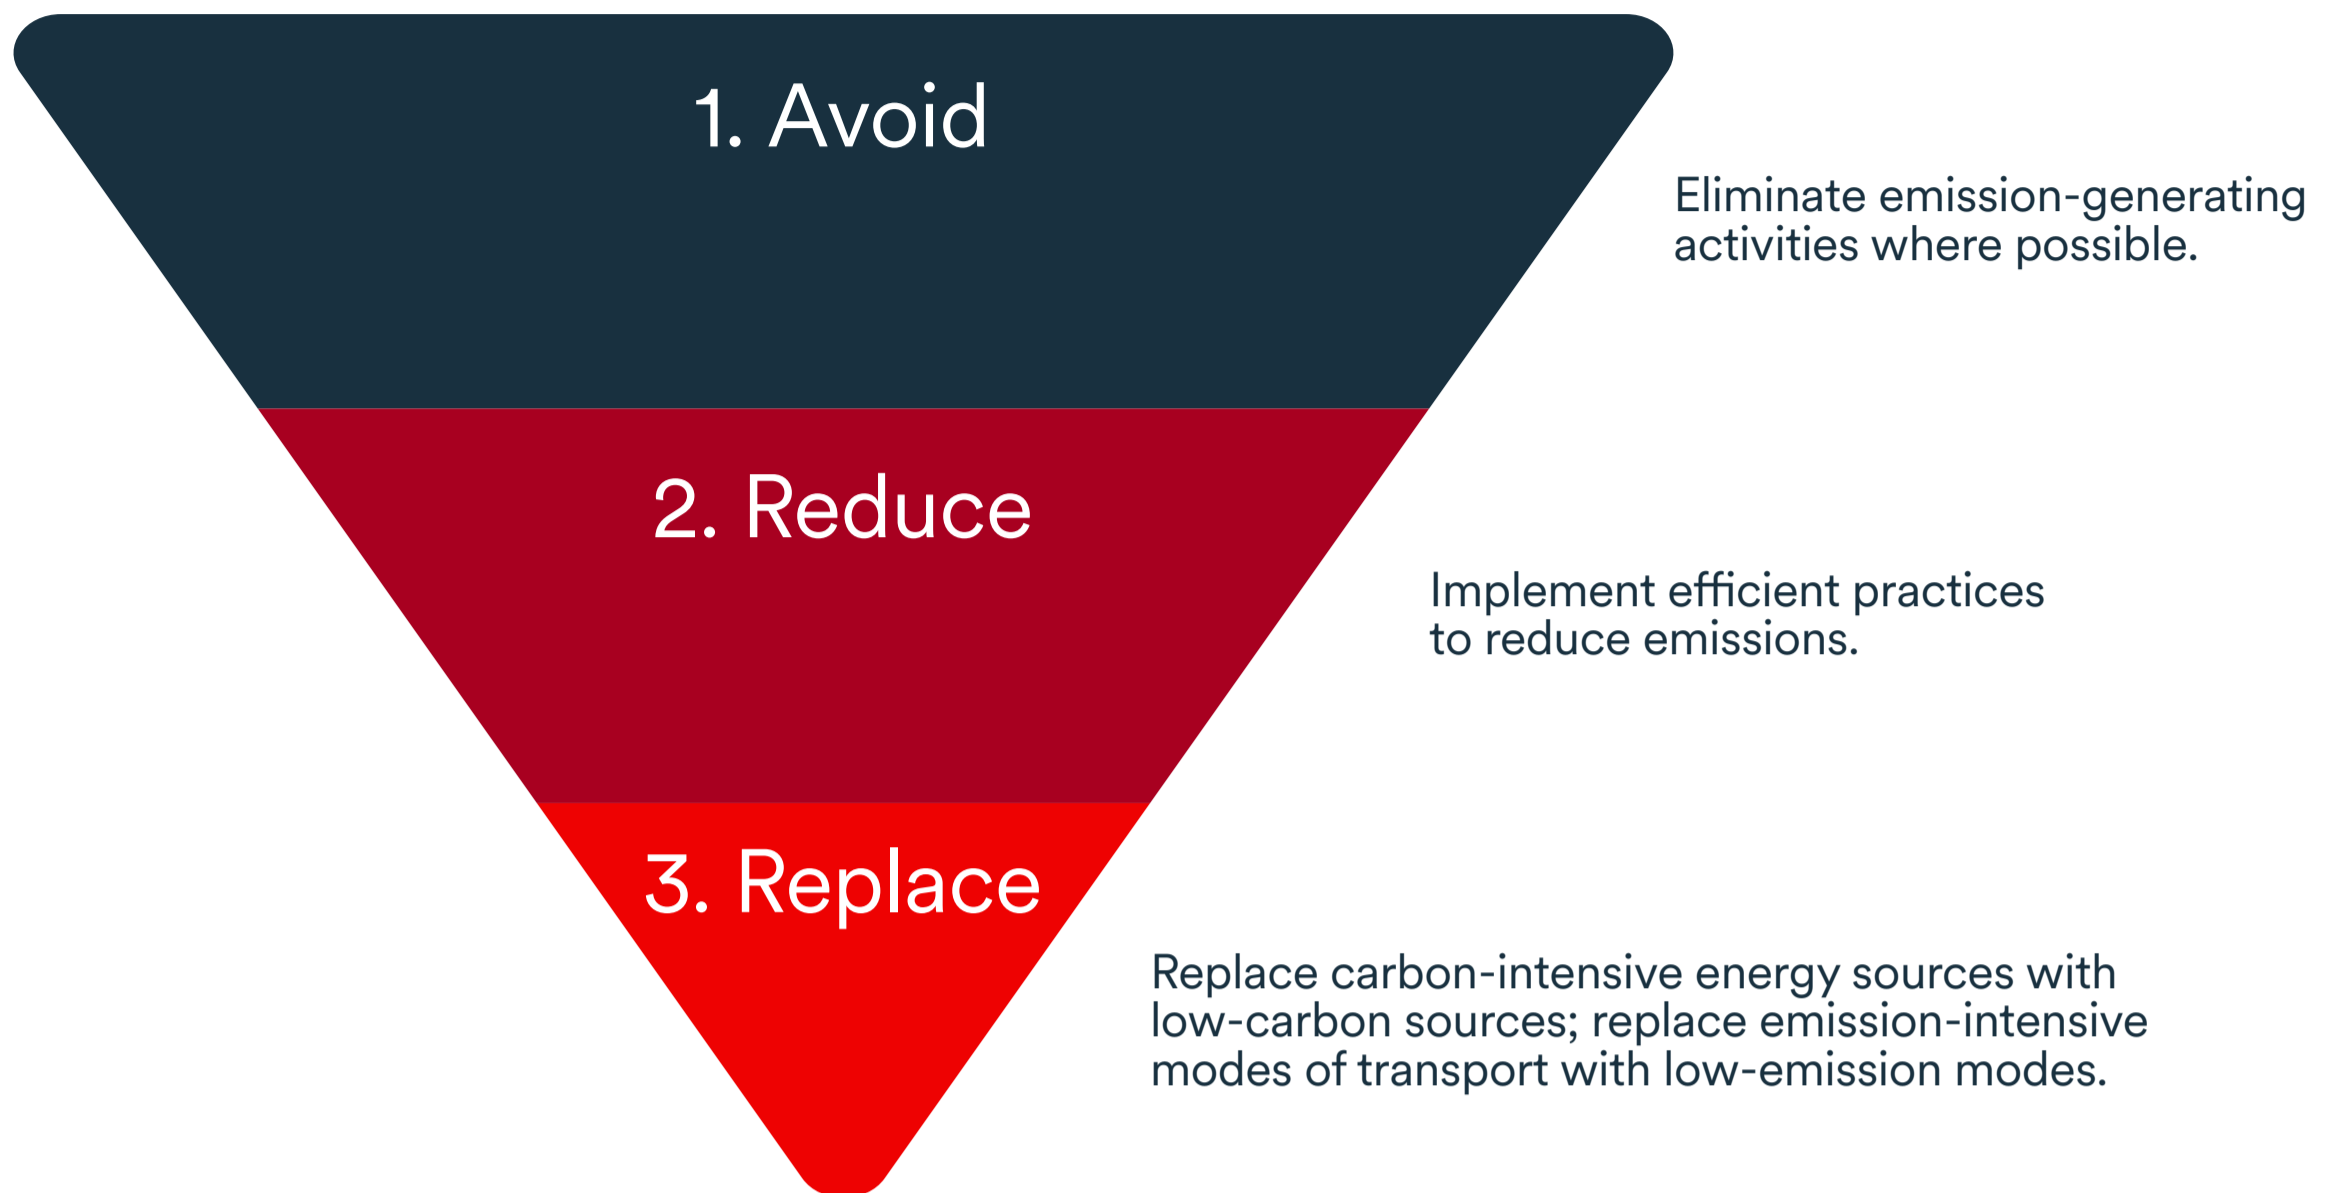 1. Avoid
Eliminate emission-generating
activities where possible.
2. Reduce
Implement efficient practices
to reduce emissions.
3. Replace
Replace carbon-intensive energy sources with
low-carbon sources; replace emission-intensive
modes of transport with low-emission modes.